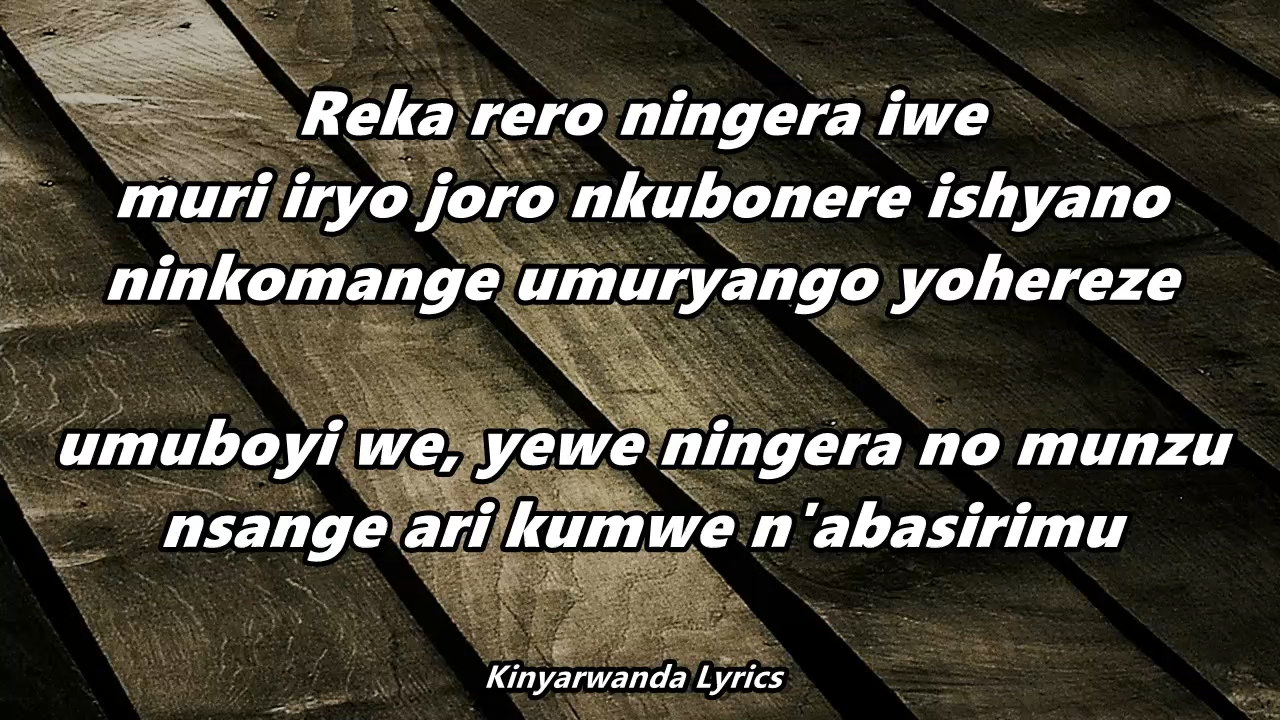 Reka rero ningera iwe
muri iryo joro nkubonere ishyano
ninkomange umuryango yohereze
umuboyi we, yewe ningera no munzu
nsange ari kumwe n'abasirimu
Kinyarwanda Lyrics